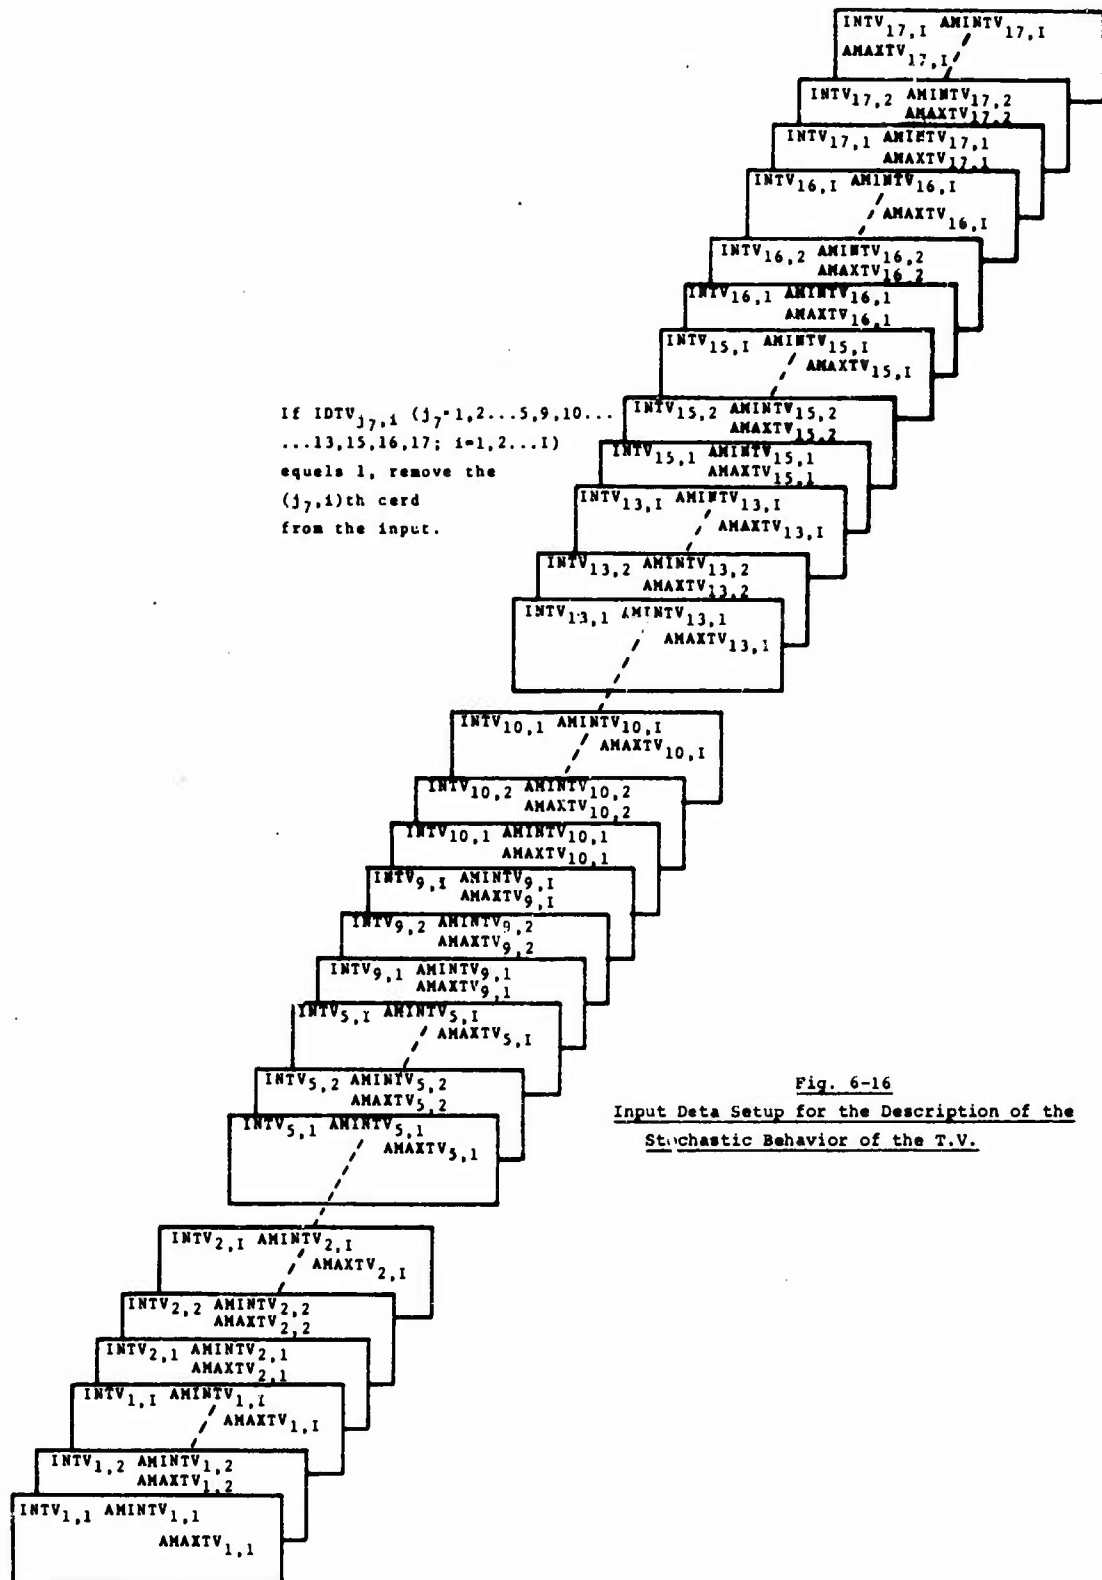 INTV17,I AMINTV17,I
AMAXTV17,I
INTV17,2 AMINTV17,2
AMAXTV17,2
INTV17,1 AMINTV17,1
AMAXTV17,1
INTV16,I AMINTV16,I
AMAXTV16,I
INTV16,2 AMINTV16,2
AMAXTV16,2
INTV16,1 AMINTV16,1
AMAXTV16,1
INTV15,I AMINTV15,I
AMAXTV15,I
INTV15,2 AMINTV15,2
AMAXTV15,2
INTV15,1 AMINTV15,1
AMAXTV15,1
INTV13,I AMINTV13,I
AMAXTV13,I
INTV13,2 AMINTV13,2
AMAXTV13,2
INTV13,1 AMINTV13,1
AMAXTV13,1
If IDTVj7,i (j7=1,2...5,9,10...
...13,15,16,17; i=1,2...I)
equels 1, remove the
(j7,i)th cerd
from the input.
INTV10,1 AMINTV10,I
AMAXTV10,I
INTV10,2 AMINTV10,2
AMAXTV10,2
INTV10,1 AMINTV10,1
AMAXTV10,1
INTV9,I AMINTV9,I
AMAXTV9,I
INTV9,2 AMINTV9,2
AMAXTV9,2
INTV9,1 AMINTV9,1
AMAXTV9,1
INTV5,I AMINTV5,I
AMAXTV5,I
INTV5,2 AMINTV5,2
AMAXTV5,2
INTV5,1 AMINTV5,1
AMAXTV5,1
Fig. 6-16
Input Deta Setup for the Description of the
Stochastic Behavior of the T.V.
INTV2,I AMINTV2,I
AMAXTV2,I
INTV2,2 AMINTV2,2
AMAXTV2,2
INTV2,1 AMINTV2,1
AMAXTV2,1
INTV1,I AMINTV1,I
AMAXTV1,I
INTV1,2 AMINTV1,2
AMAXTV1,2
INTV1,1 AMINTV1,1
AMAXTV1,1